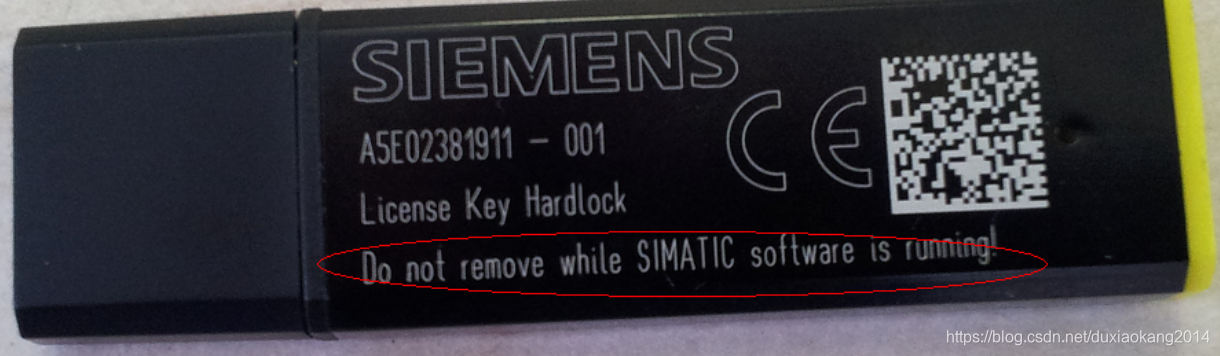 SIEMENS
CE
A5E02381911 - 001
License Key Hardlock
Do not remove while SIMATIC software is running!
https://blog.csdn.net/duxiaokang2014